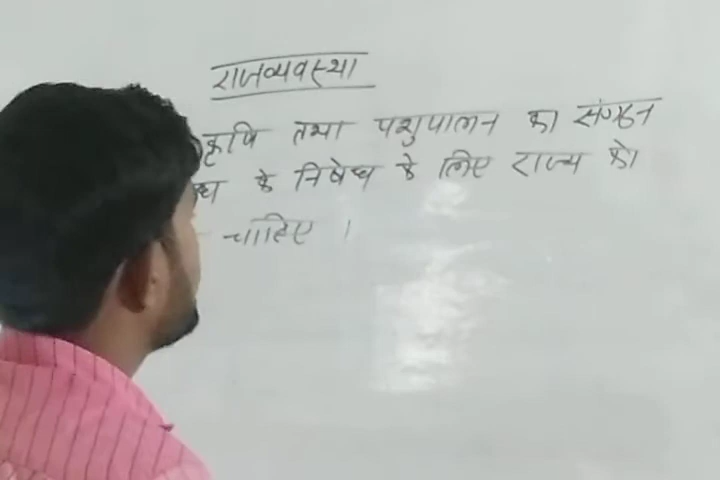 राजव्यवस्था
कृषि तथा पशुपालन का संगठन
के निषेध के लिए राज्य को
चाहिए ।